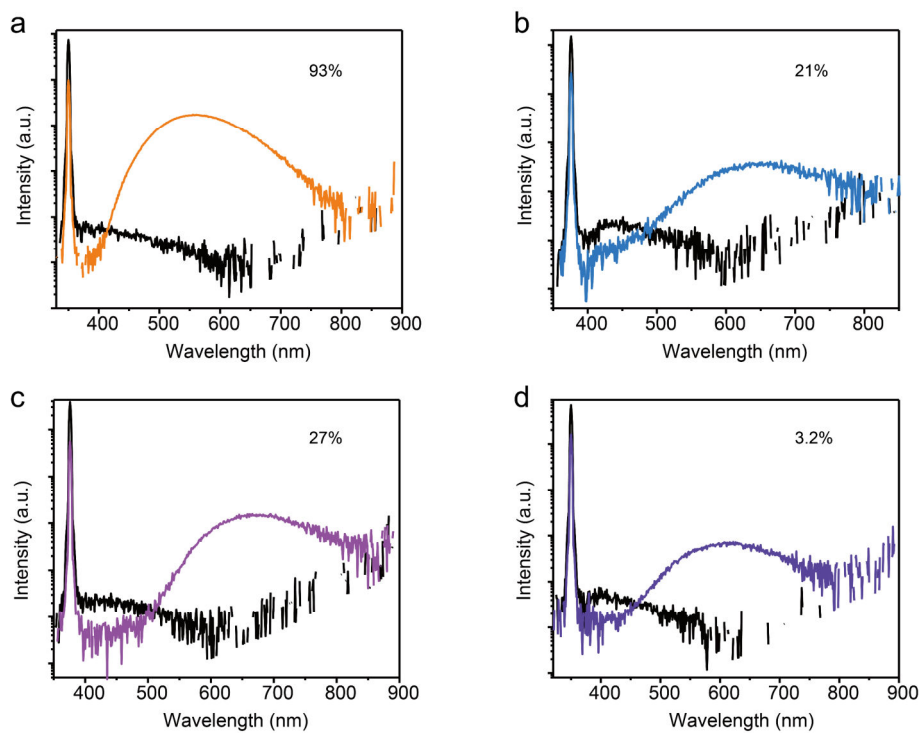 a
93%
Intensity (a.u.)
400 500 600 700 800 900
Wavelength (nm)
b
21%
Intensity (a.u.)
400 500 600 700 800
Wavelength (nm)
c
27%
Intensity (a.u.)
400 500 600 700 800 900
Wavelength (nm)
d
3.2%
Intensity (a.u.)
400 500 600 700 800 900
Wavelength (nm)